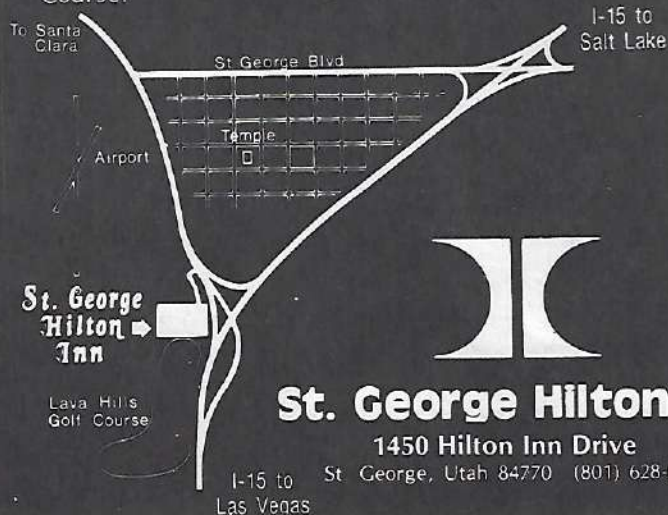 Course.
To Santa
Clara
I-15 to
Salt Lake
St George Blvd
Temple
Airport
St. George
Hilton
Inn
Lava Hills
Golf Course
St. George Hilton
1450 Hilton Inn Drive
St George, Utah 84770 (801) 628-
I-15 to
Las Vegas